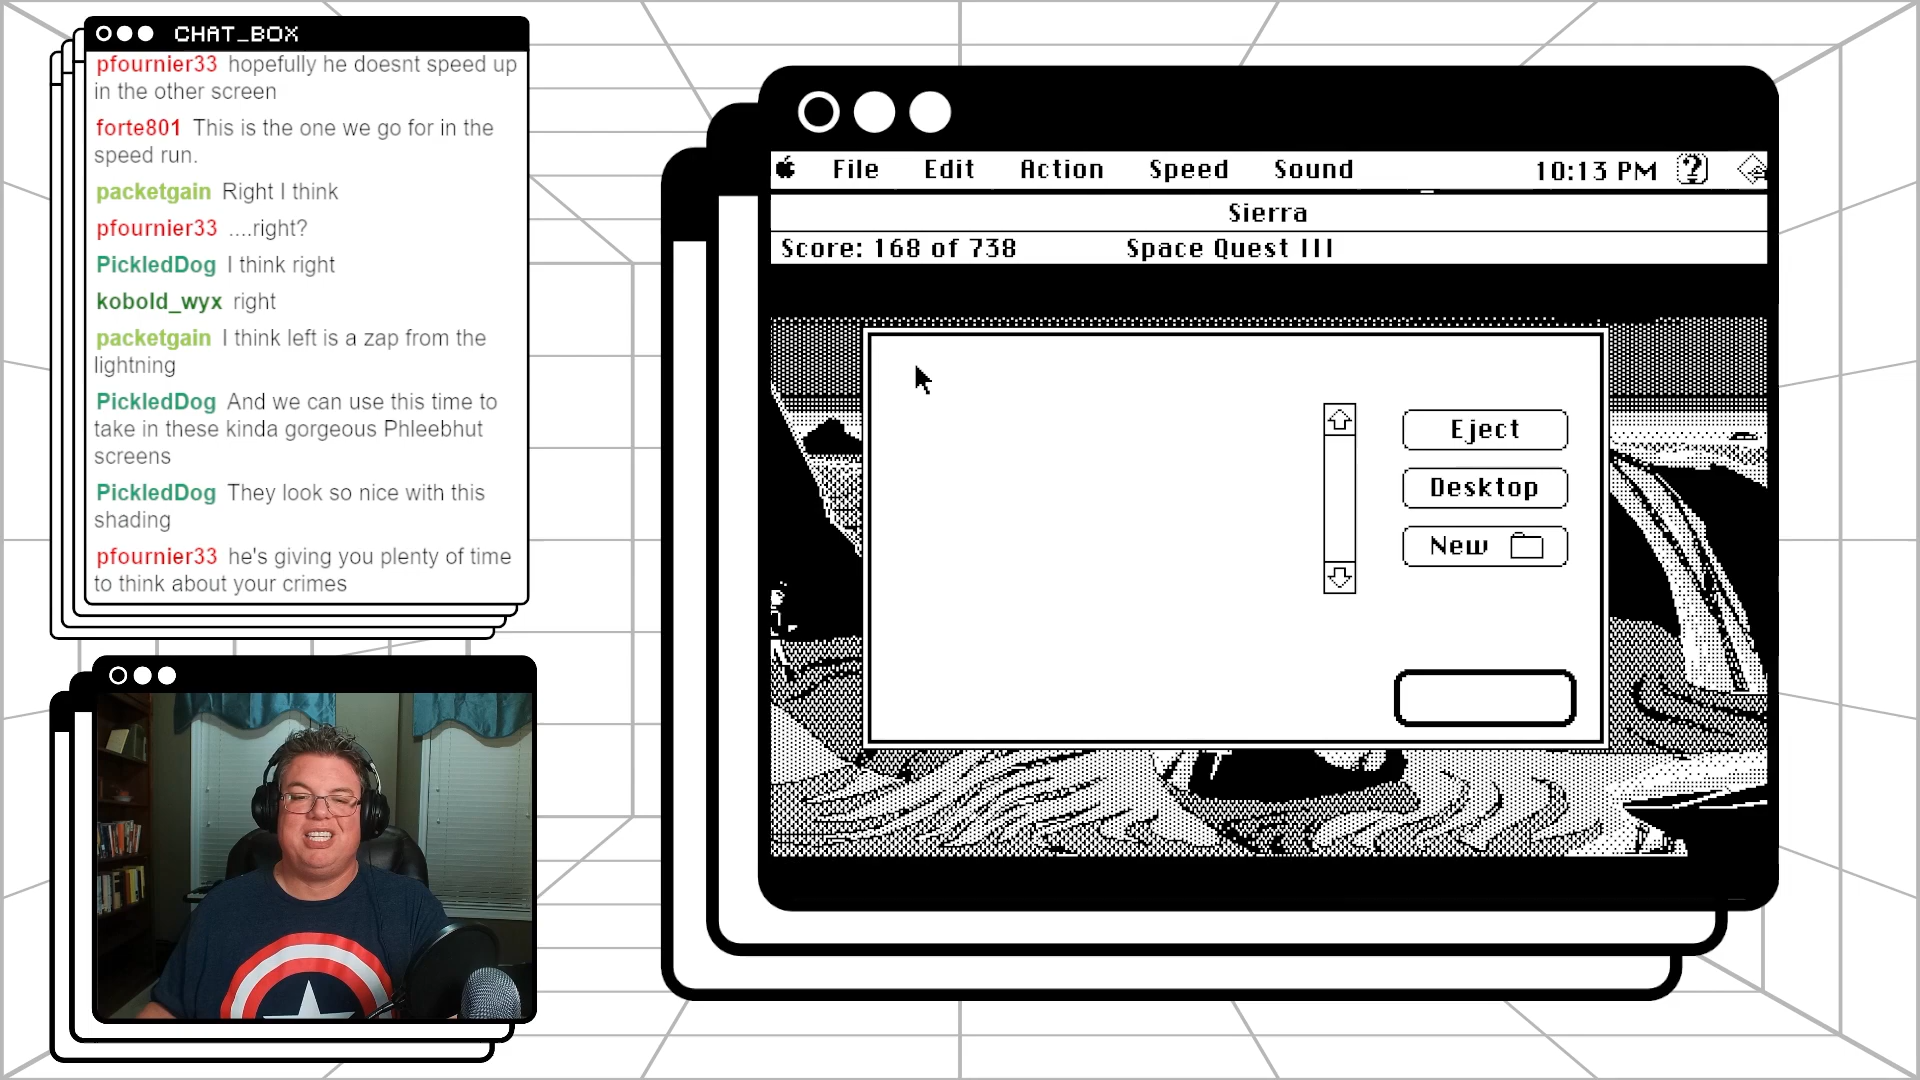 CHAT_BOX
pfournier33 hopefully he doesnt speed up
in the other screen
forte801 This is the one we go for in the
speed run.
packetgain Right I think
pfournier33 ....right?
PickledDog I think right
kobold_wyx right
packetgain I think left is a zap from the
lightning
PickledDog And we can use this time to
take in these kinda gorgeous Phleebhut
screens
PickledDog They look so nice with this
shading
pfournier33 he's giving you plenty of time
to think about your crimes
File Edit Action Speed Sound 10:13 PM
Sierra
Score: 168 of 738 Space Quest III
Eject
Desktop
New